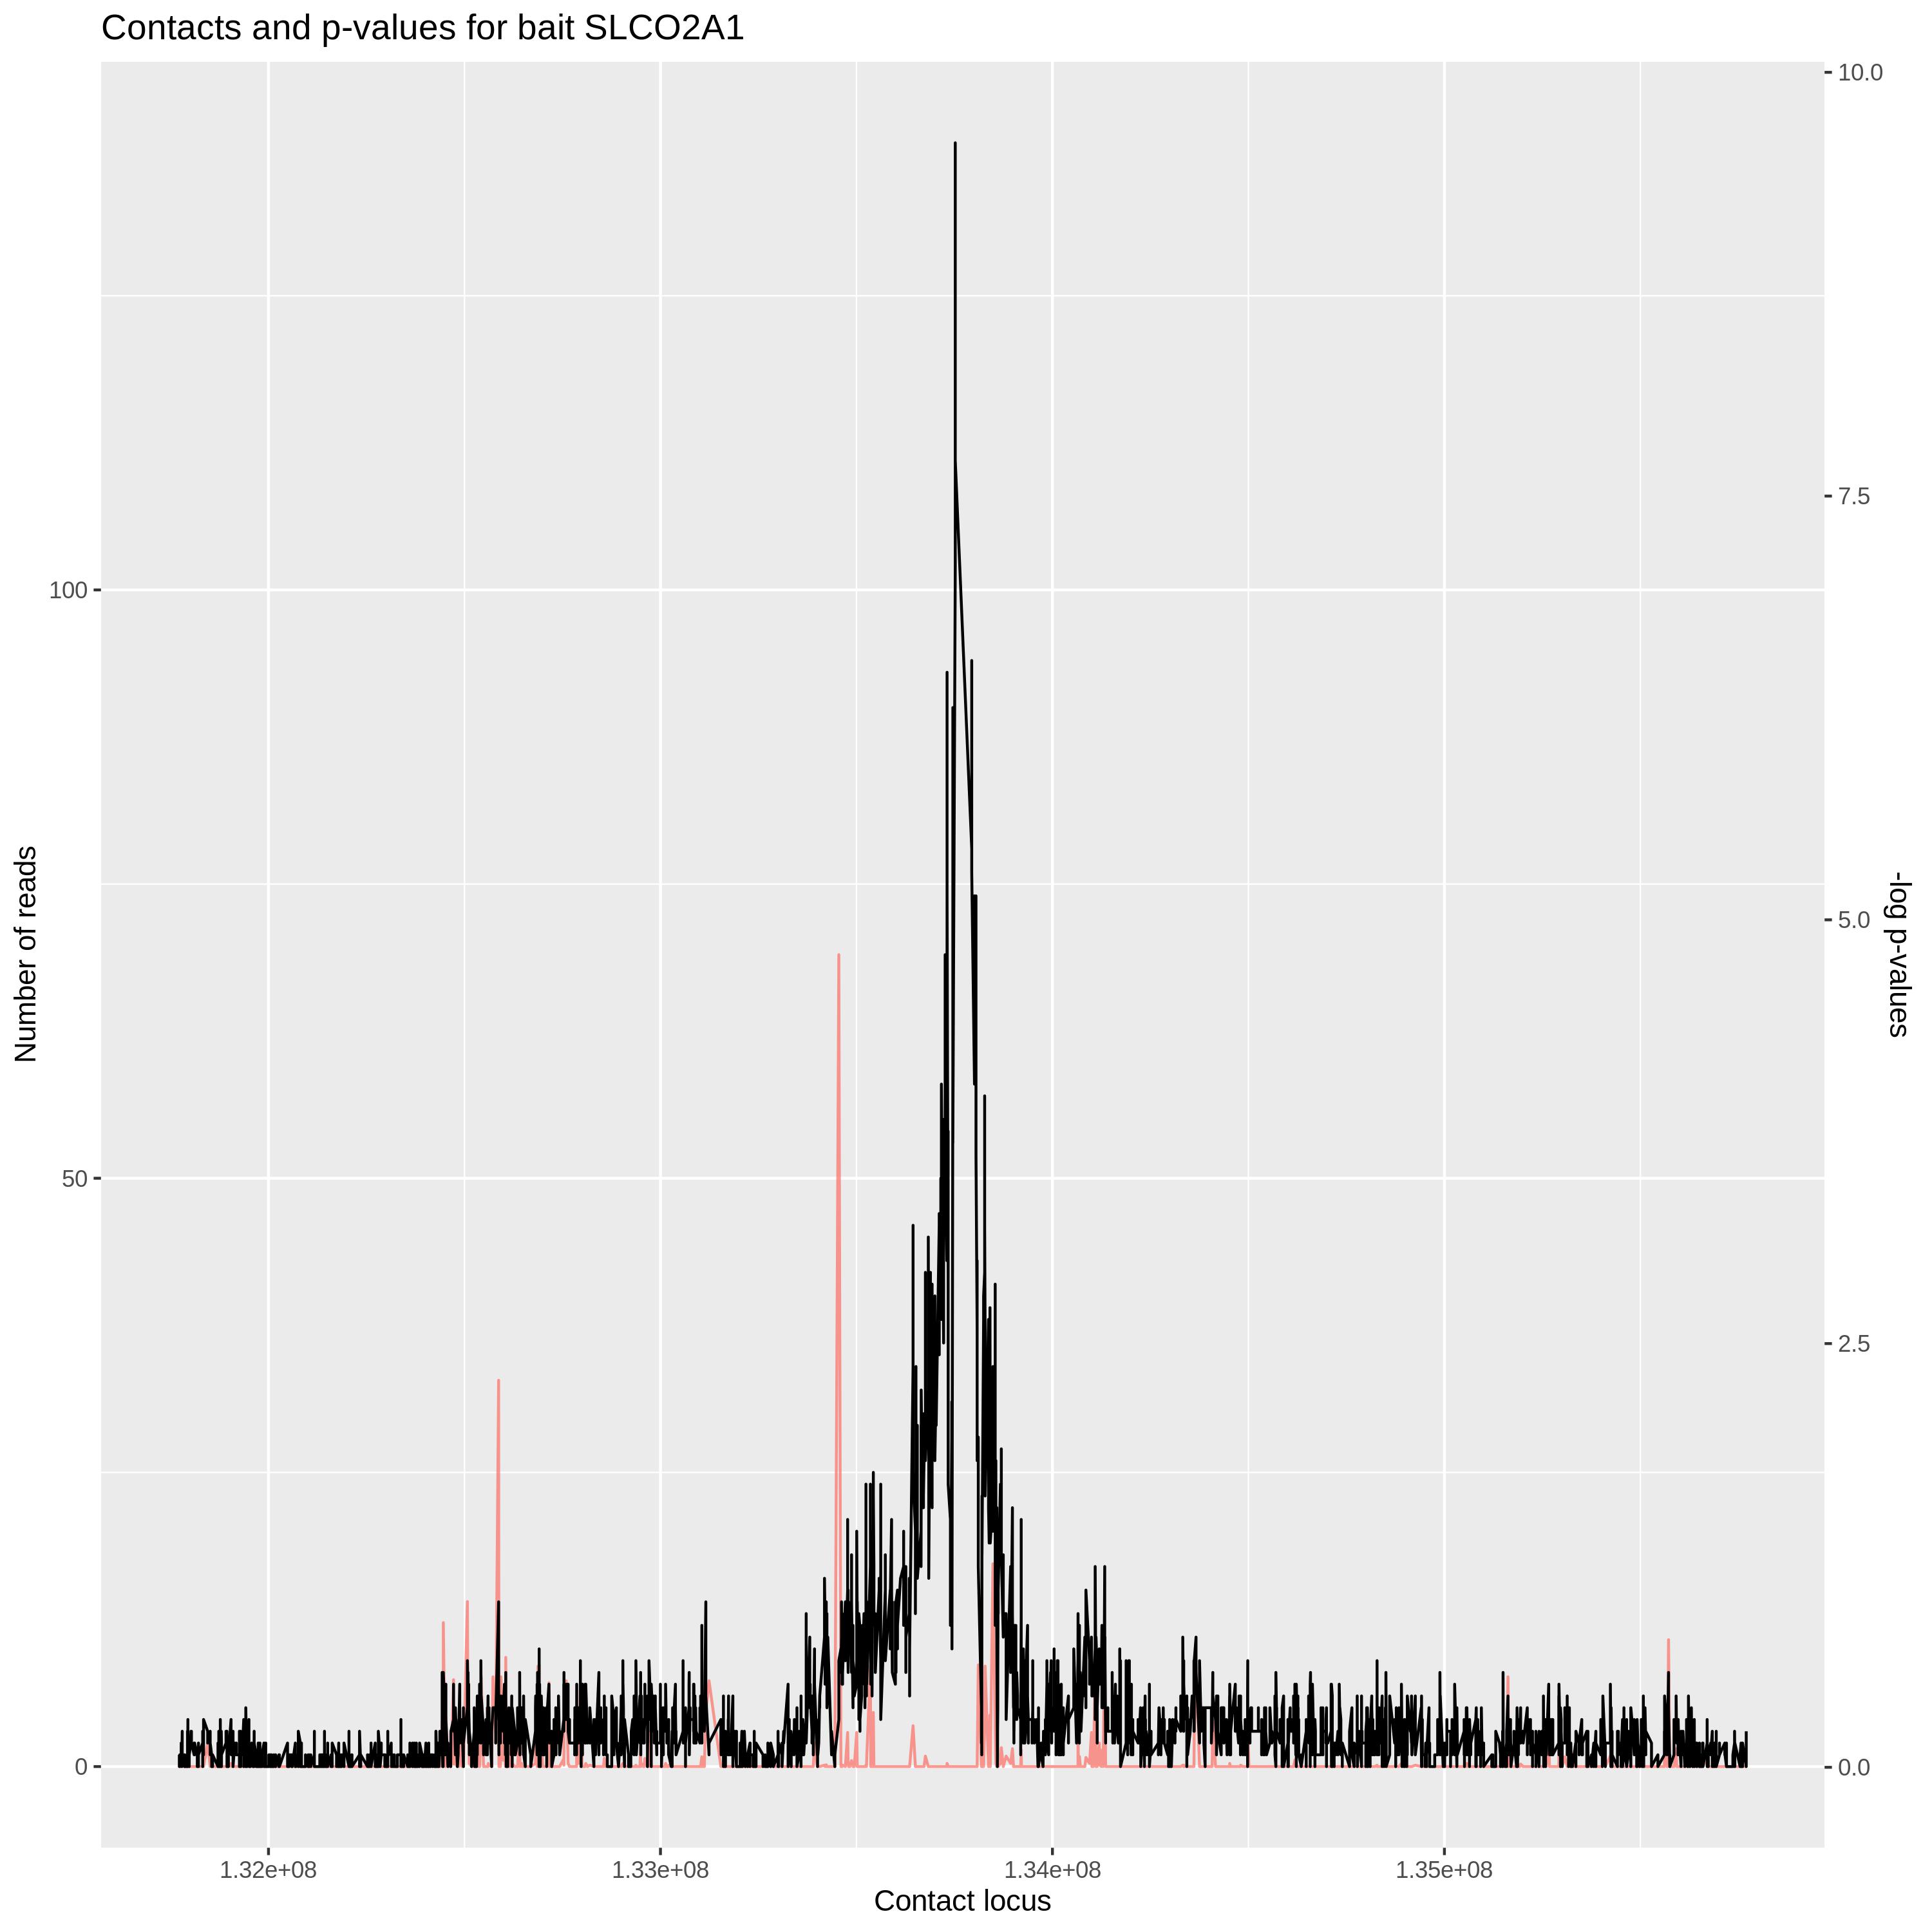 Contacts and p-values for bait SLCO2A1
Number of reads
100
50
0
10.0
7.5
5.0
2.5
0.0
-log p-values
1.32e+08
1.33e+08
1.34e+08
1.35e+08
Contact locus